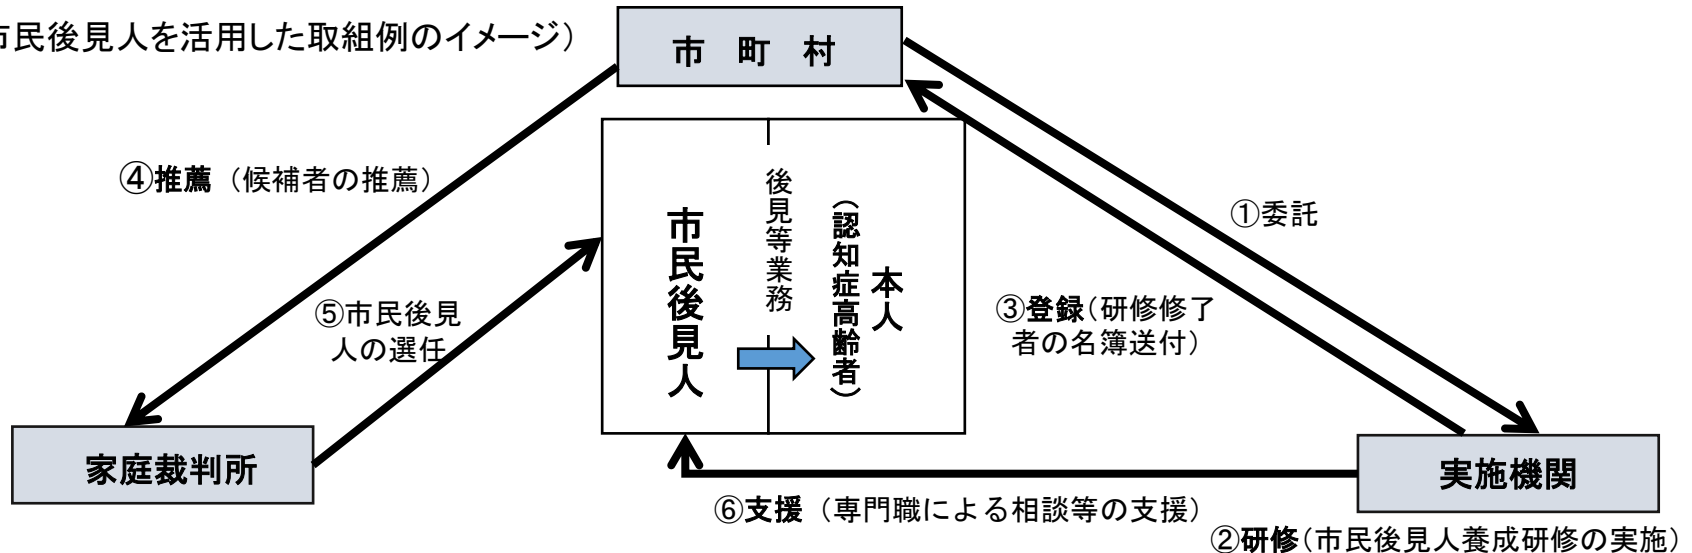 市民後見人を活用した取組例のイメージ）
市　町　村
④推薦（候補者の推薦）
①委託
後見等業務
市民後見人
本人
（認知症高齢者）
③登録（研修修了
者の名簿送付）
⑤市民後見
人の選任
家庭裁判所
実施機関
⑥支援（専門職による相談等の支援）
②研修（市民後見人養成研修の実施）